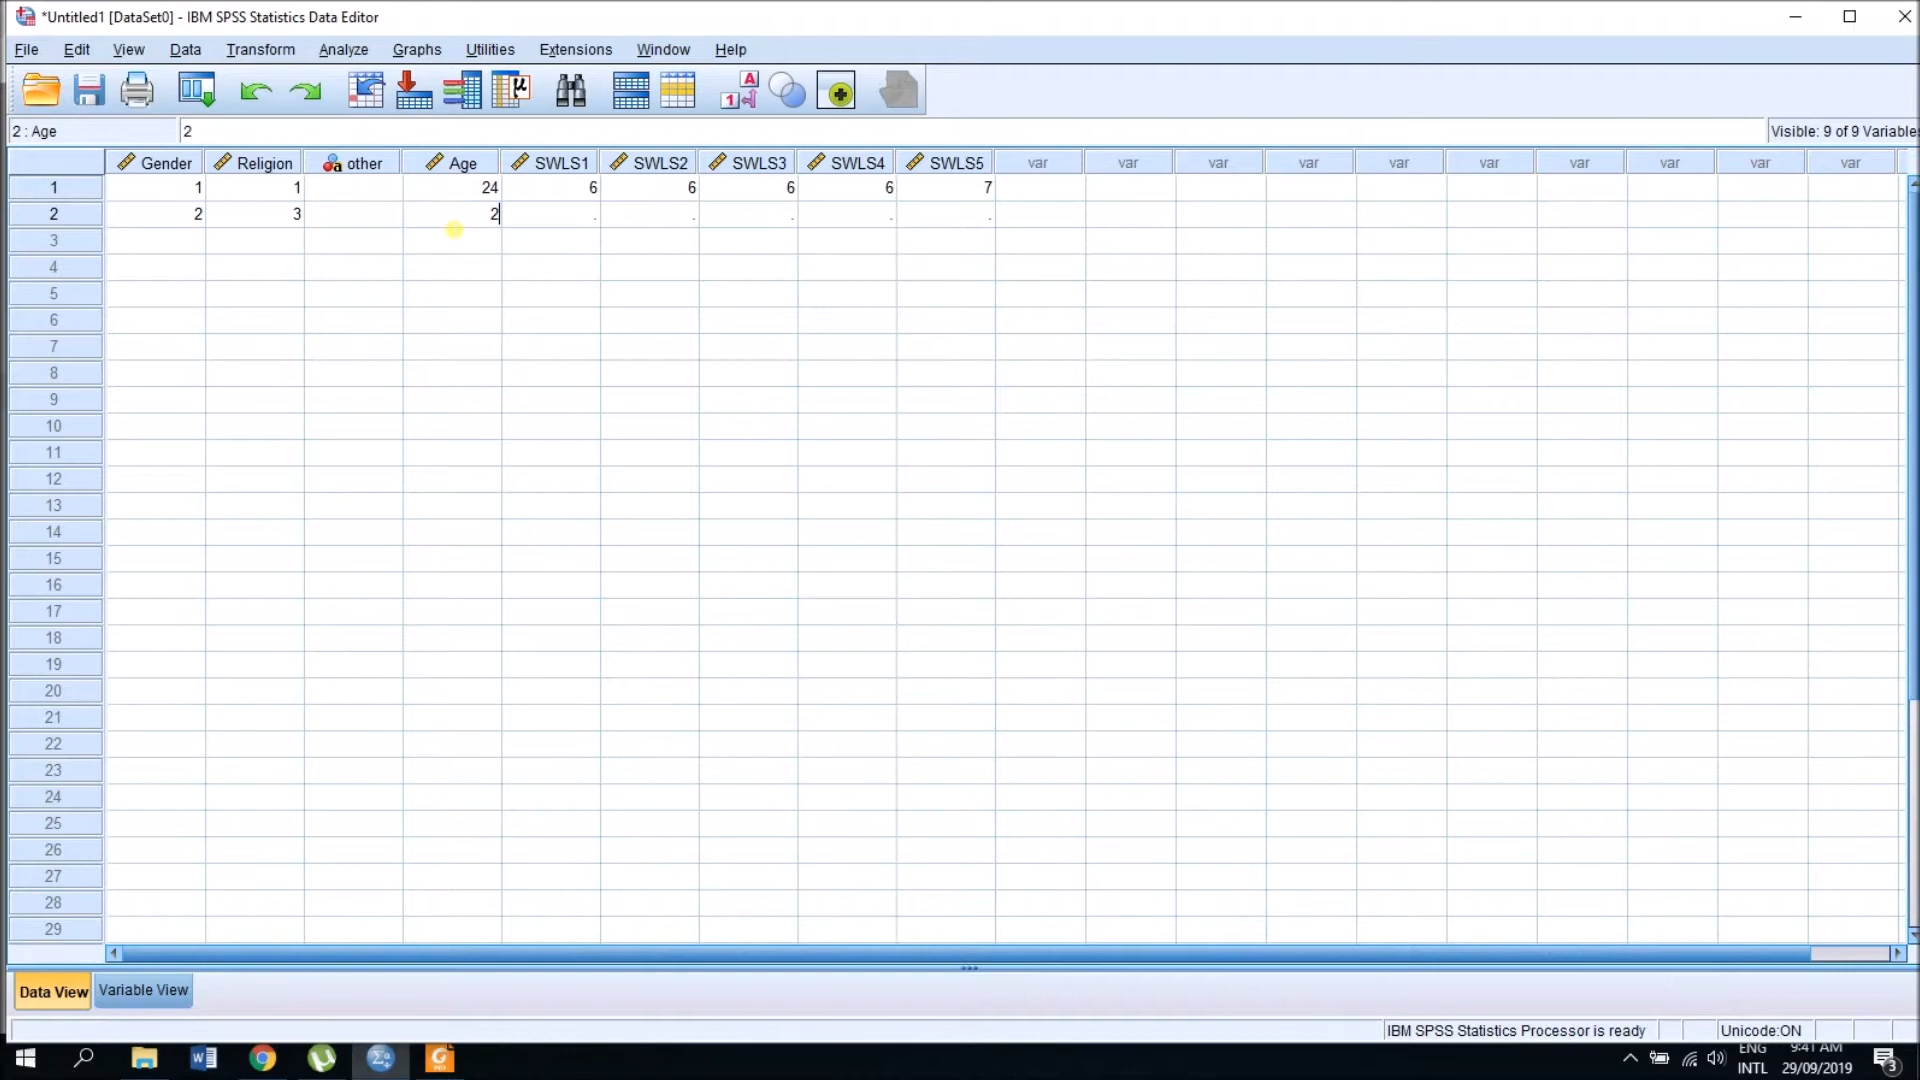 *Untitled1 [DataSet0] - IBM SPSS Statistics Data Editor
File Edit View Data Transform Analyze Graphs Utilities Extensions Window Help
2 : Age 2 Visible: 9 of 9 Variables
Gender Religion other Age SWLS1 SWLS2 SWLS3 SWLS4 SWLS5 var var var var var var var var var var
1 1 1 24 6 6 6 6 7
2 2 3 2 . . . . .
3
4
5
6
7
8
9
10
11
12
13
14
15
16
17
18
19
20
21
22
23
24
25
26
27
28
29
Data View Variable View
IBM SPSS Statistics Processor is ready Unicode:ON
ENG 9:41 AM
INTL 29/09/2019 3